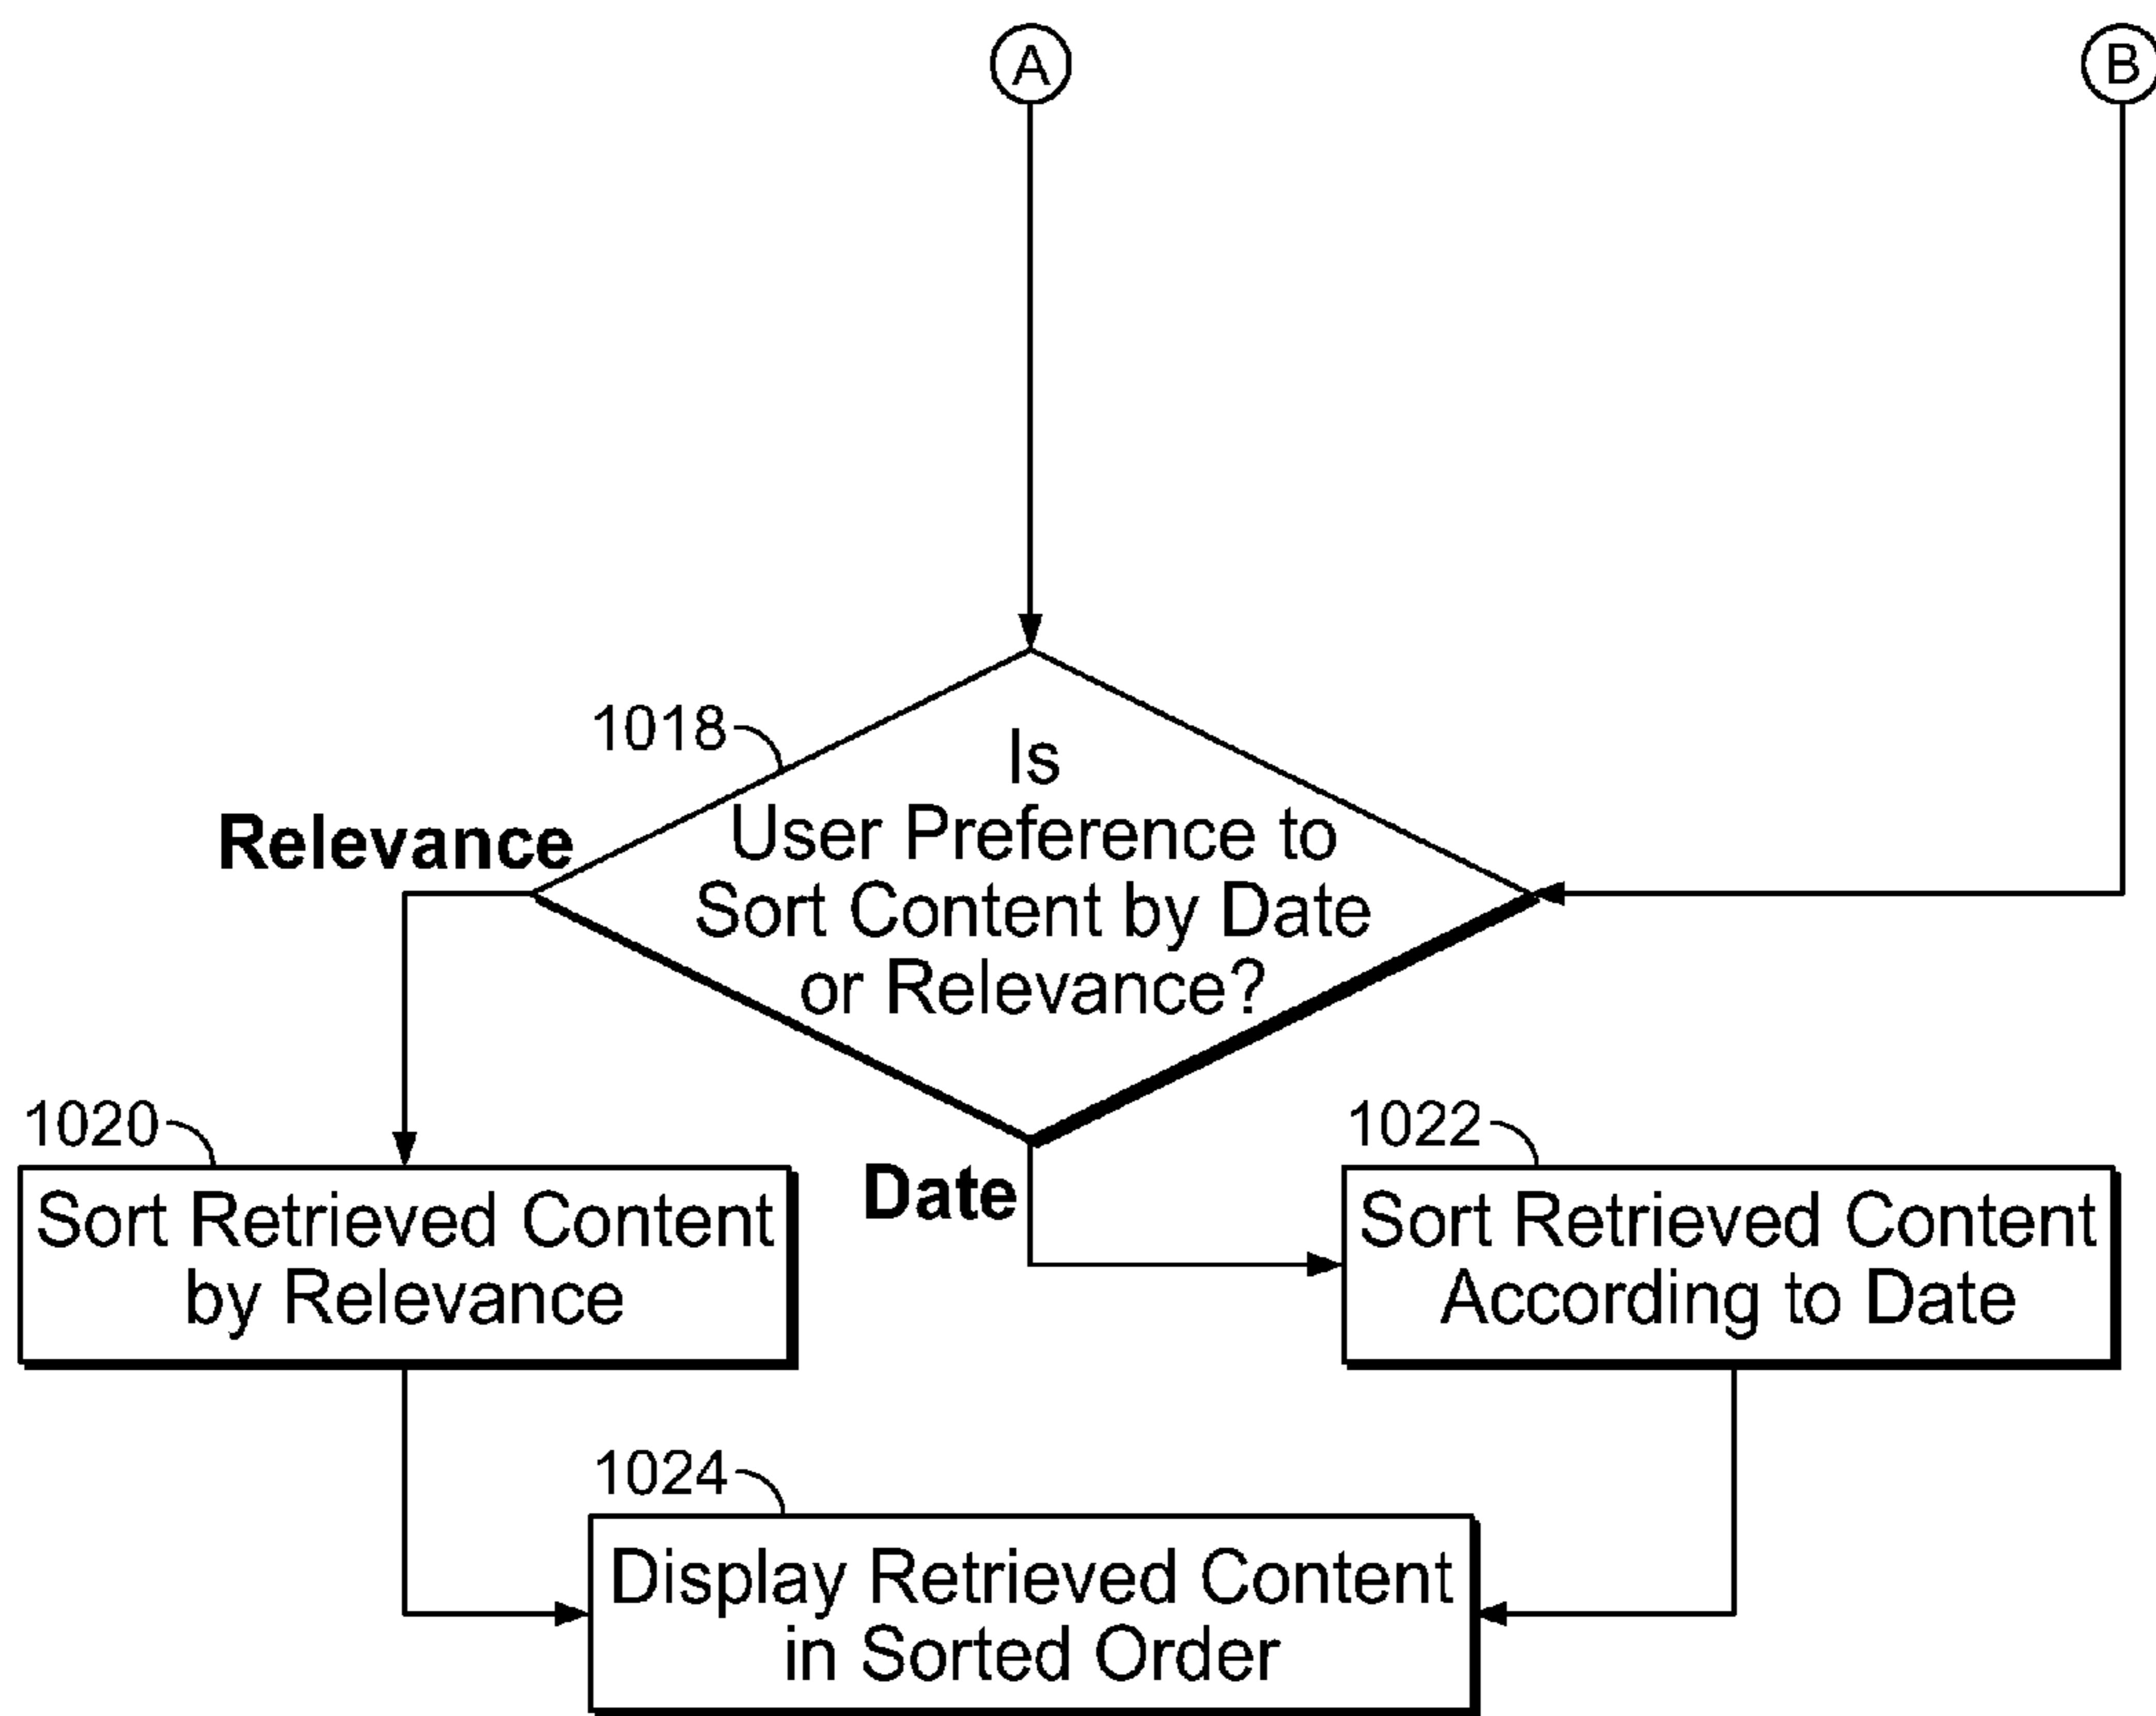 A
B
1018
Is
User Preference to
Sort Content by Date
or Relevance?
Relevance
Date
1020
Sort Retrieved Content
by Relevance
1022
Sort Retrieved Content
According to Date
1024
Display Retrieved Content
in Sorted Order